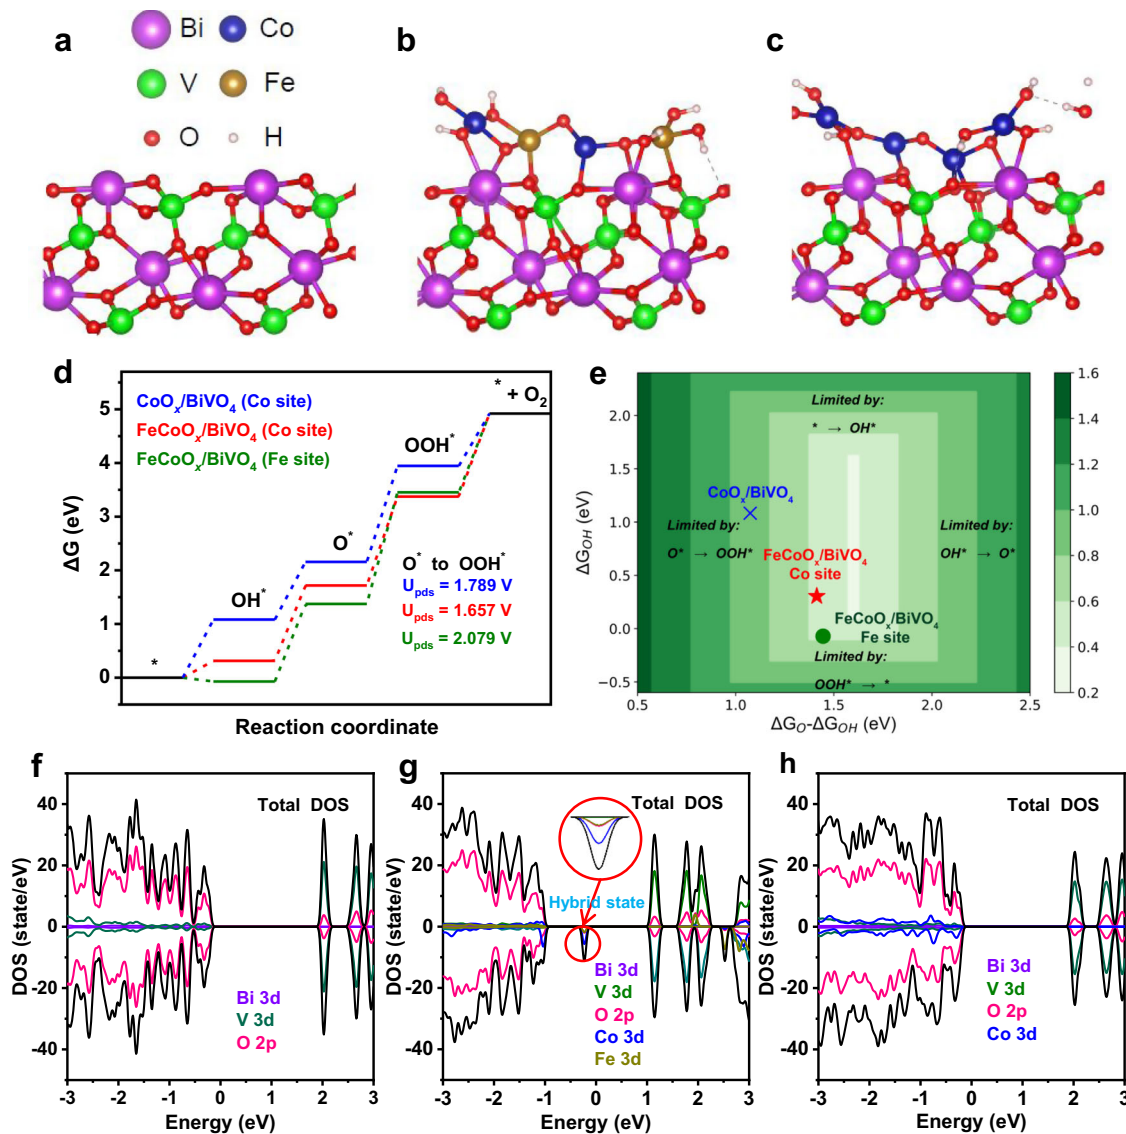 a
Bi
Co
V
Fe
O
H
b
c
d
CoOx/BiVO4 (Co site)
FeCoOx/BiVO4 (Co site)
FeCoOx/BiVO4 (Fe site)
*
OH*
O*
OOH*
* + O2
O* to OOH*
Upds = 1.789 V
Upds = 1.657 V
Upds = 2.079 V
ΔG (eV)
5
4
3
2
1
0
Reaction coordinate
e
Limited by:
* → OH*
CoOx/BiVO4
Limited by:
O* → OOH*
Limited by:
OH* → O*
FeCoOx/BiVO4
Co site
FeCoOx/BiVO4
Fe site
Limited by:
OOH* → *
ΔGOH (eV)
2.0
1.5
1.0
0.5
0.0
−0.5
0.5 1.0 1.5 2.0 2.5
ΔGO-ΔGOH (eV)
1.6
1.4
1.2
1.0
0.8
0.6
0.4
0.2
f
Total DOS
Bi 3d
V 3d
O 2p
DOS (state/eV)
40
20
0
-20
-40
-3 -2 -1 0 1 2 3
Energy (eV)
g
Total DOS
Hybrid state
Bi 3d
V 3d
O 2p
Co 3d
Fe 3d
DOS (state/eV)
40
20
0
-20
-40
-3 -2 -1 0 1 2 3
Energy (eV)
h
Total DOS
Bi 3d
V 3d
O 2p
Co 3d
DOS (state/eV)
40
20
0
-20
-40
-3 -2 -1 0 1 2 3
Energy (eV)